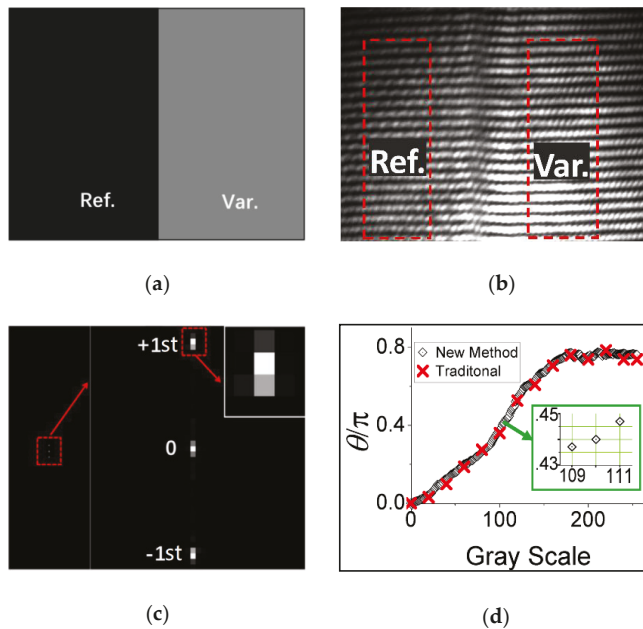 Ref. Var.
(a)
Ref. Var.
(b)
+1st
0
-1st
(c)
0.8
0.4
0.0
θ/π
New Method
Traditonal
.45
.43
109 111
0 100 200
Gray Scale
(d)